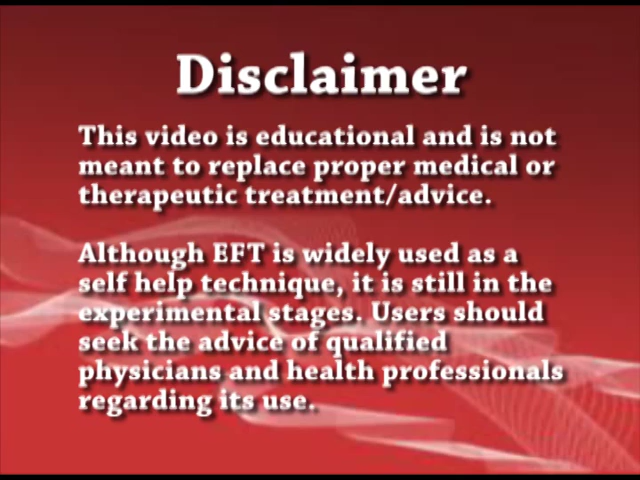 Disclaimer
This video is educational and is not
meant to replace proper medical or
therapeutic treatment/advice.
Although EFT is widely used as a
self help technique, it is still in the
experimental stages. Users should
seek the advice of qualified
physicians and health professionals
regarding its use.